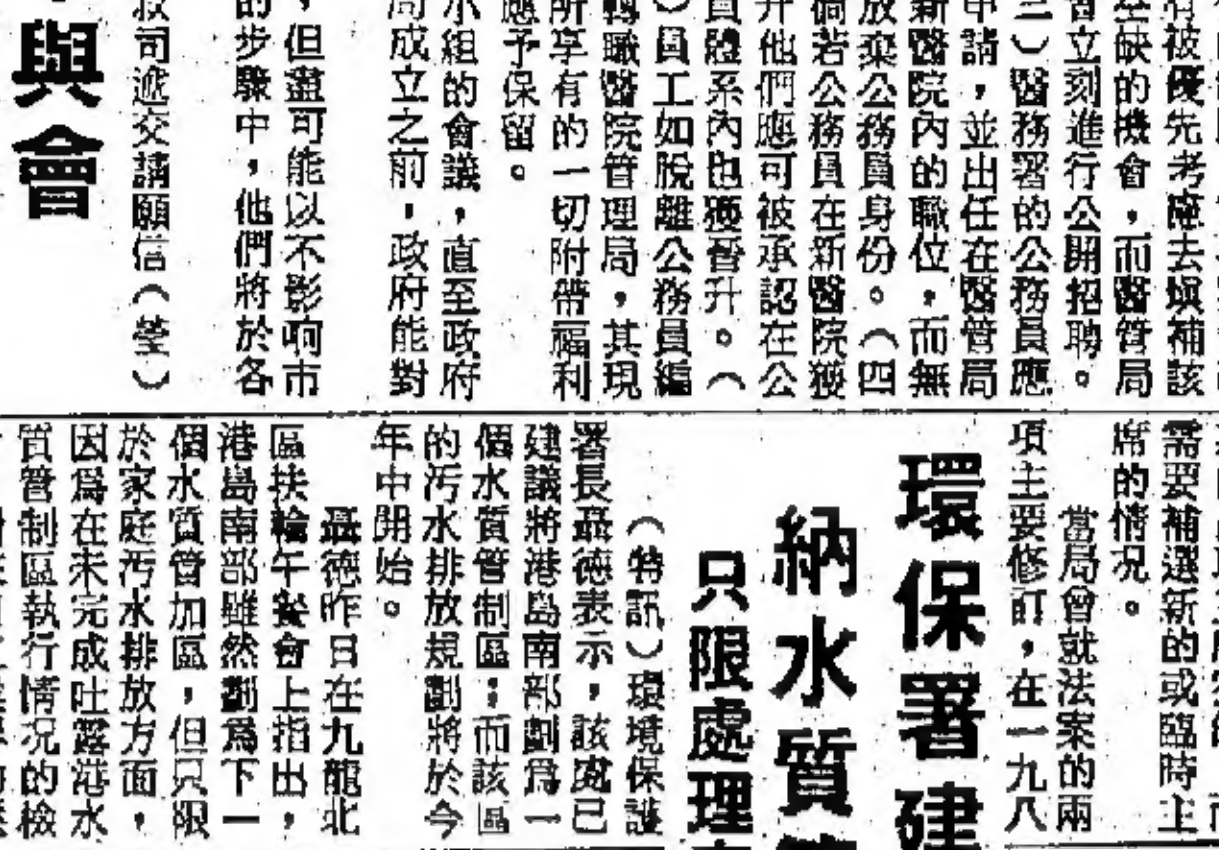 有被優先考慮去填補該
空缺的機會，而醫管局
立刻進行公開招聘。
三）醫務署的公務員應
申請，並出任在醫管局
新醫院內的職位，而無
放棄公務員身份。（四
倘若公務員在新醫院獲
升他們應可被承認在公
員體系內也獲晉升。（
）員工如脫離公務員編
轉職醫院管理局，其現
所享有的一切附帶福利
應予保留。
小組的會議，直至政府
局成立之前，政府能對
，但盡可能以不影响市
的步驟中，他們將於各
司遞交請願信（瑩）
與會
需要補選新的或臨時主
席的情况。
當局會就法案的兩
項主要修訂，在一九八
環保署建
納水質
只限處理
（特訊）環境保護
署長聶德表示，該處已
建議將港島南部劃爲一
個水質管制區；而該區
的污水排放規劃將於今
年中開始。
聶德昨日在九龍北
區扶輪午餐會上指出，
港島南部雖然劃爲下一
個水質管加區，但只限
於家庭污水排放方面，
因爲在未完成吐露港水
質管制區執行情况的檢